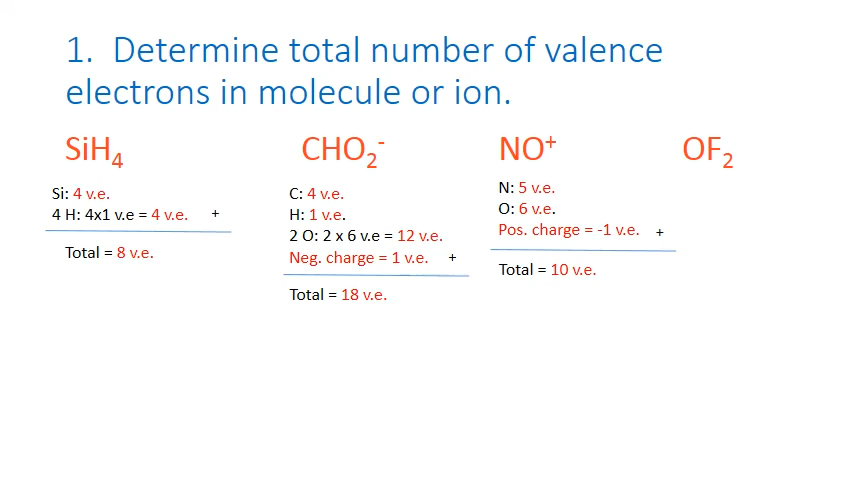 1. Determine total number of valence
electrons in molecule or ion.
SiH₄
Si: 4 v.e.
4 H: 4x1 v.e = 4 v.e. +
Total = 8 v.e.
CHO₂⁻
C: 4 v.e.
H: 1 v.e.
2 O: 2 x 6 v.e = 12 v.e.
Neg. charge = 1 v.e. +
Total = 18 v.e.
NO⁺
N: 5 v.e.
O: 6 v.e.
Pos. charge = -1 v.e. +
Total = 10 v.e.
OF₂